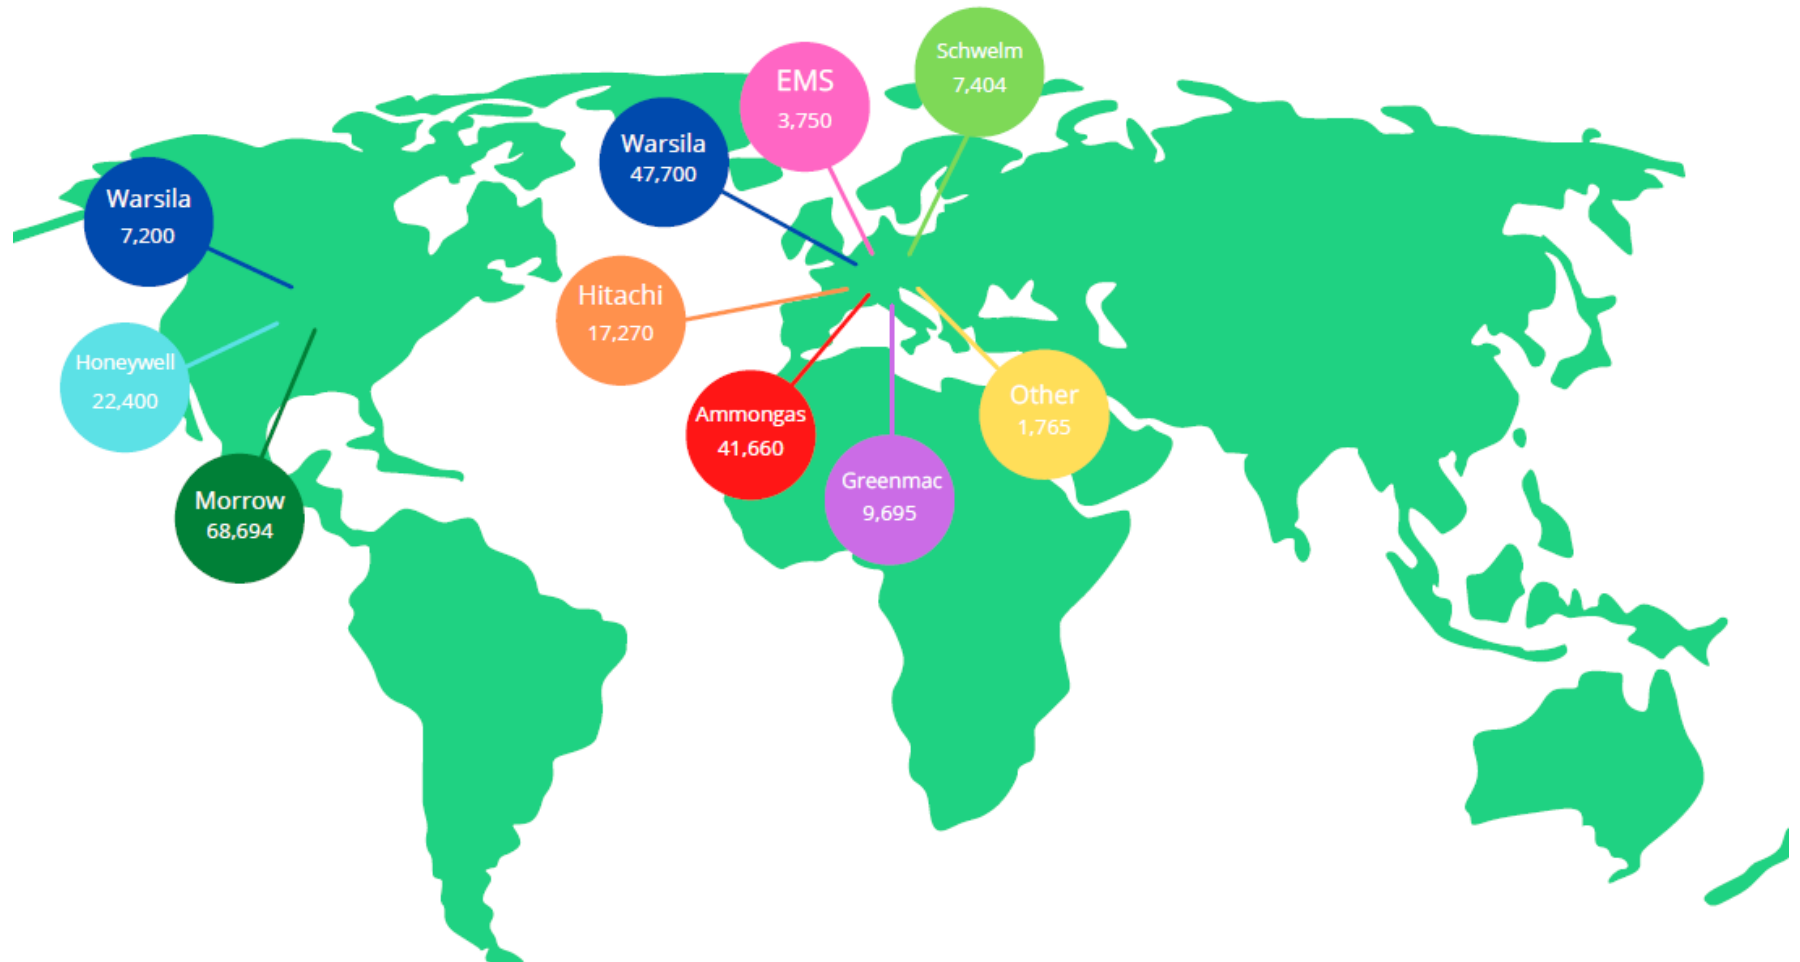 Schwelm
7,404
EMS
3,750
Warsila
47,700
Warsila
7,200
Hitachi
17,270
Honeywell
22,400
Ammongas
41,660
Other
1,765
Greenmac
9,695
Morrow
68,694